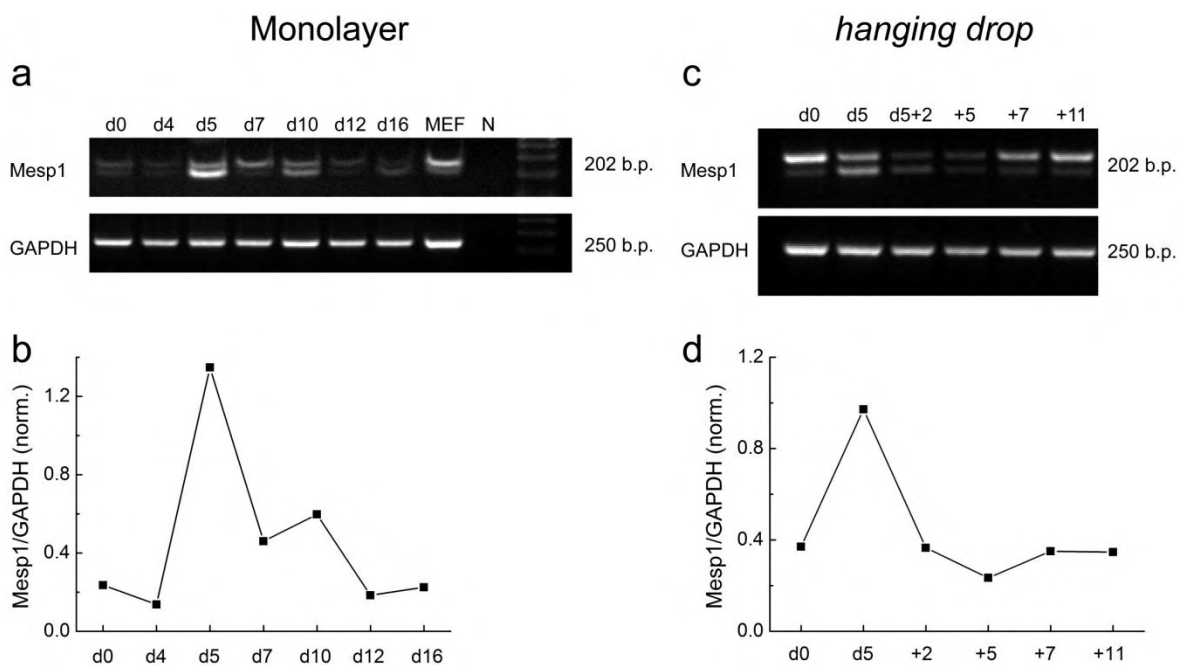 Monolayer
a
d0 d4 d5 d7 d10 d12 d16 MEF N
Mesp1
202 b.p.
GAPDH
250 b.p.
b
Mesp1/GAPDH (norm.)
1.2
0.8
0.4
0.0
d0 d4 d5 d7 d10 d12 d16
hanging drop
c
d0 d5 d5+2 +5 +7 +11
Mesp1
202 b.p.
GAPDH
250 b.p.
d
Mesp1/GAPDH (norm.)
1.2
0.8
0.4
0.0
d0 d5 +2 +5 +7 +11